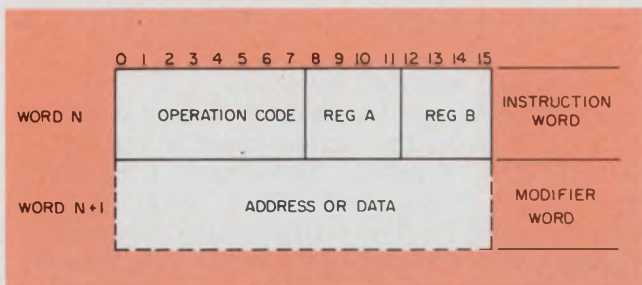 0 1 2 3 4 5 6 7 8 9 10 11 12 13 14 15
WORD N
OPERATION CODE
REG A
REG B
INSTRUCTION
WORD
WORD N+1
ADDRESS OR DATA
MODIFIER
WORD